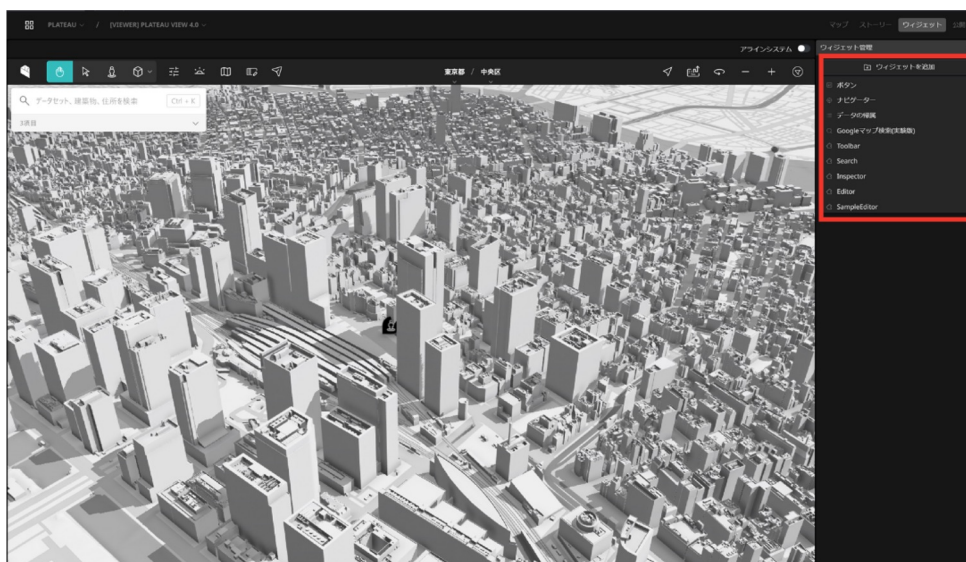 PLATEAU / [VIEWER] PLATEAU VIEW 4.0
マップ ストーリー ウィジェット 公開
アラインシステム
ウィジェット管理
東京都 / 中央区
ウィジェットを追加
データセット、建築物、住所を検索 Ctrl + K
3項目
ボタン
ナビゲーター
データの帰属
Googleマップ検索(実験版)
Toolbar
Search
Inspector
Editor
SampleEditor